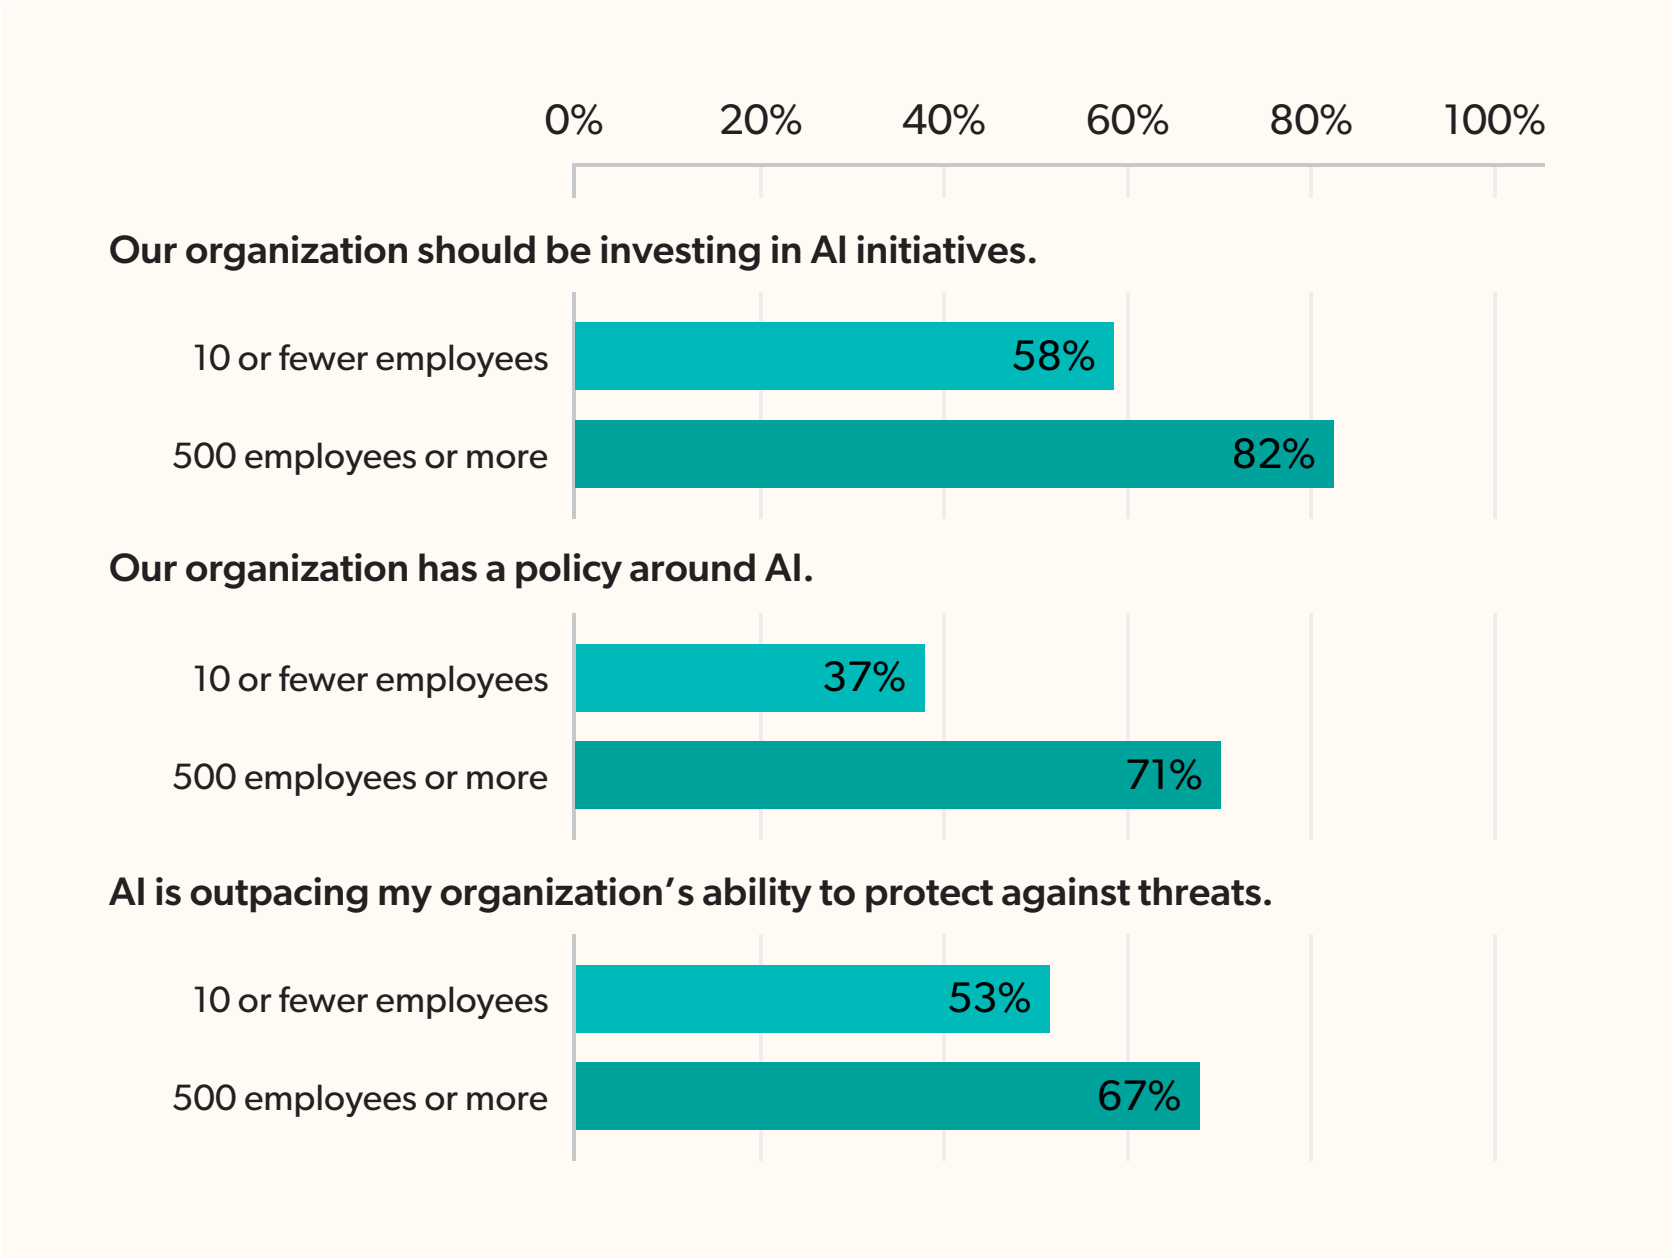 0% 20% 40% 60% 80% 100%
Our organization should be investing in AI initiatives.
10 or fewer employees 58%
500 employees or more 82%
Our organization has a policy around AI.
10 or fewer employees 37%
500 employees or more 71%
AI is outpacing my organization’s ability to protect against threats.
10 or fewer employees 53%
500 employees or more 67%